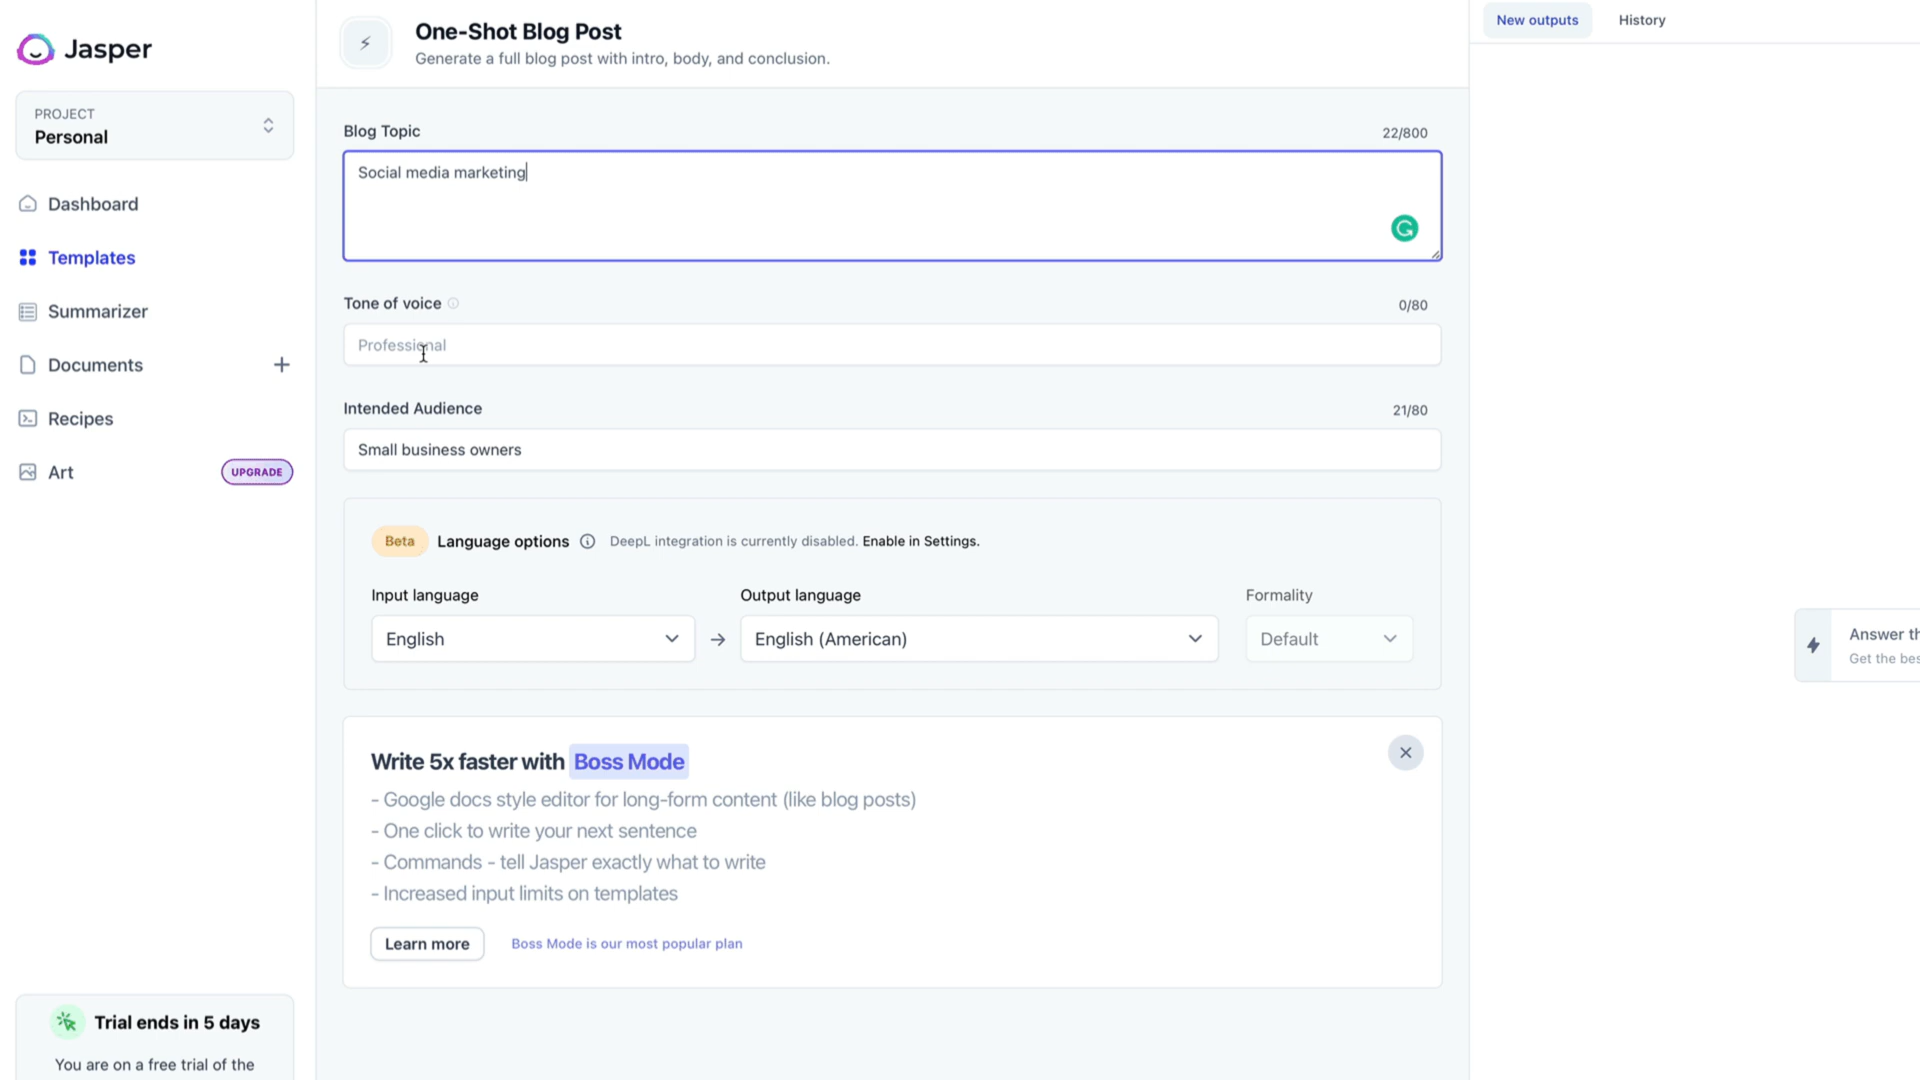 Jasper
PROJECT
Personal
Dashboard
Templates
Summarizer
Documents
Recipes
Art
UPGRADE
Trial ends in 5 days
You are on a free trial of the
One-Shot Blog Post
Generate a full blog post with intro, body, and conclusion.
Blog Topic
22/800
Social media marketing
Tone of voice
0/80
Professional
Intended Audience
21/80
Small business owners
Beta Language options DeepL integration is currently disabled. Enable in Settings.
Input language
Output language
Formality
English
English (American)
Default
Write 5x faster with Boss Mode
- Google docs style editor for long-form content (like blog posts)
- One click to write your next sentence
- Commands - tell Jasper exactly what to write
- Increased input limits on templates
Learn more
Boss Mode is our most popular plan
New outputs
History
Answer th
Get the bes